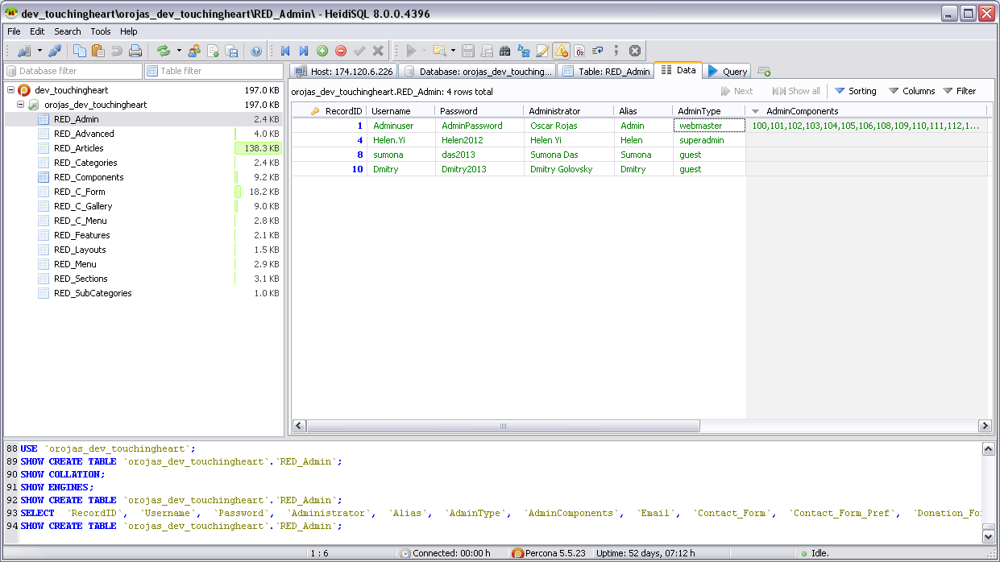 dev_touchingheart\orojas_dev_touchingheart\RED_Admin\ - HeidiSQL 8.0.0.4396
File Edit Search Tools Help
Database filter Table filter
Host: 174.120.6.226 Database: orojas_dev_touching... Table: RED_Admin Data Query
dev_touchingheart 197.0 KB
orojas_dev_touchingheart 197.0 KB
RED_Admin 2.4 KB
RED_Advanced 4.0 KB
RED_Articles 138.3 KB
RED_Categories 2.4 KB
RED_Components 9.2 KB
RED_C_Form 18.2 KB
RED_C_Gallery 9.0 KB
RED_C_Menu 2.8 KB
RED_Features 2.1 KB
RED_Layouts 1.5 KB
RED_Menu 2.9 KB
RED_Sections 3.1 KB
RED_SubCategories 1.0 KB
orojas_dev_touchingheart.RED_Admin: 4 rows total Next Show all Sorting Columns Filter
RecordID Username Password Administrator Alias AdminType AdminComponents
1 Adminuser AdminPassword Oscar Rojas Admin webmaster 100,101,102,103,104,105,106,108,109,110,111,112,1...
4 Helen.Yi Helen2012 Helen Yi Helen superadmin
8 sumona das2013 Sumona Das Sumona guest
10 Dmitry Dmitry2013 Dmitry Golovsky Dmitry guest
88 USE `orojas_dev_touchingheart`;
89 SHOW CREATE TABLE `orojas_dev_touchingheart`.`RED_Admin`;
90 SHOW COLLATION;
91 SHOW ENGINES;
92 SHOW CREATE TABLE `orojas_dev_touchingheart`.`RED_Admin`;
93 SELECT `RecordID`, `Username`, `Password`, `Administrator`, `Alias`, `AdminType`, `AdminComponents`, `Email`, `Contact_Form`, `Contact_Form_Pref`, `Donation_Fo
94 SHOW CREATE TABLE `orojas_dev_touchingheart`.`RED_Admin`;
1 : 6 Connected: 00:00 h Percona 5.5.23 Uptime: 52 days, 07:12 h Idle.